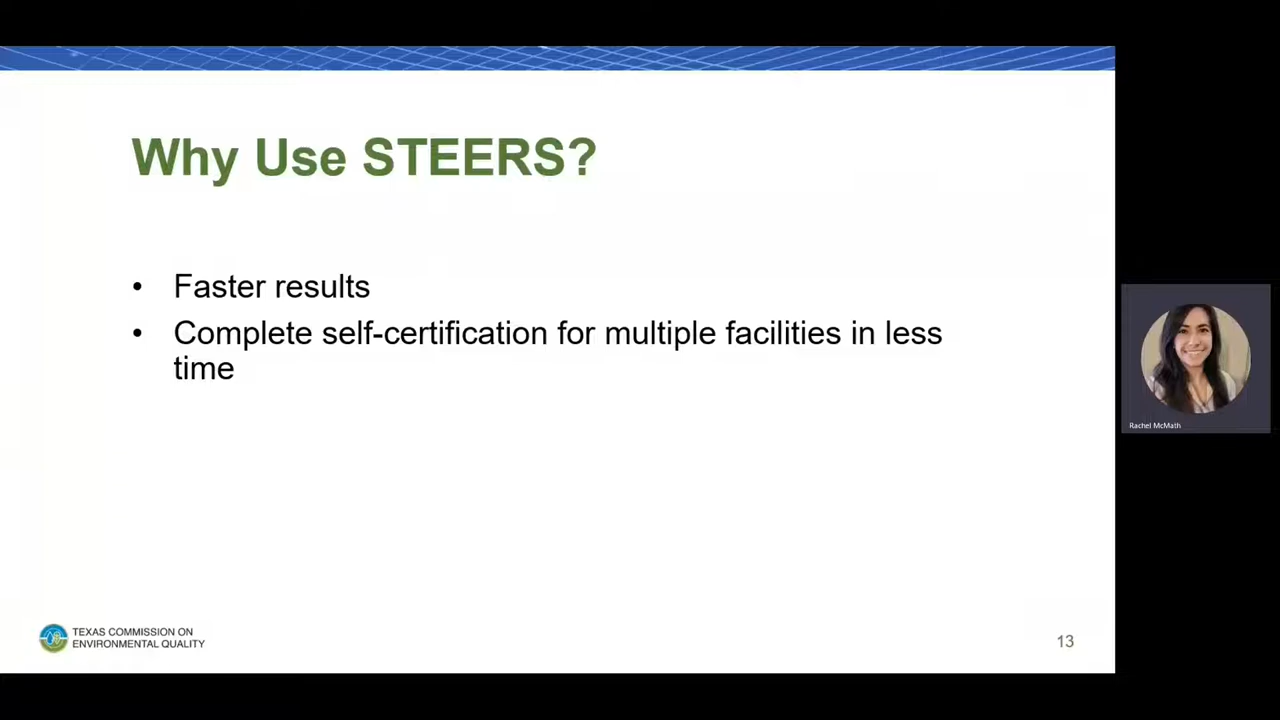 Why Use STEERS?
• Faster results
• Complete self-certification for multiple facilities in less
time
Rachel McMath
TEXAS COMMISSION ON
ENVIRONMENTAL QUALITY
13